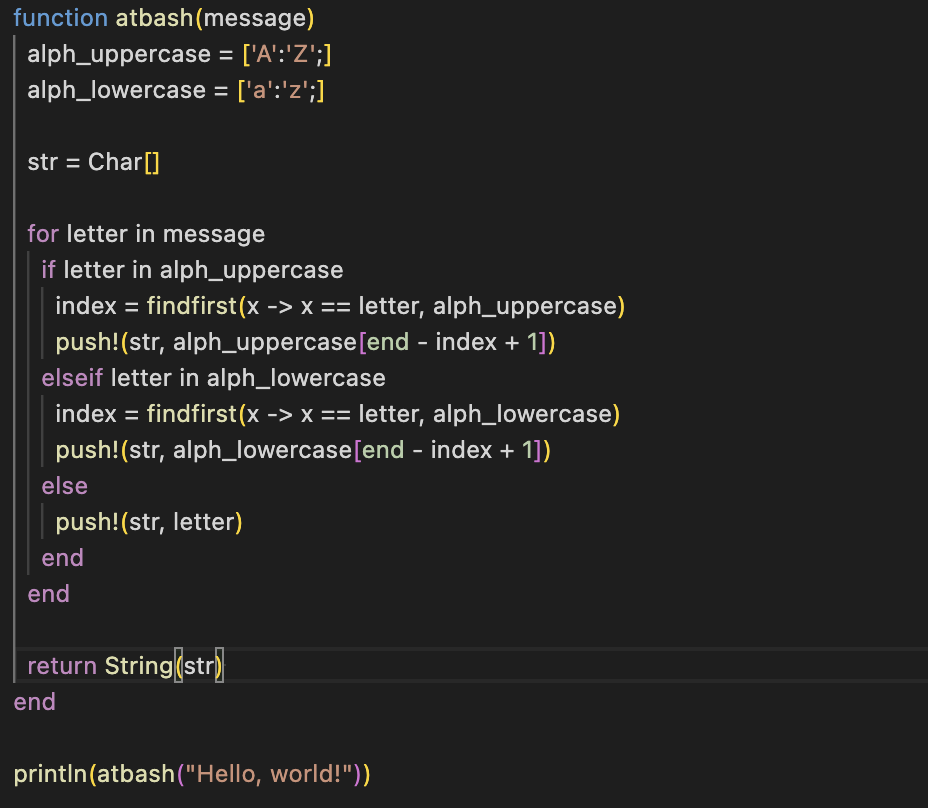 function atbash(message)
alph_uppercase = ['A':'Z';]
alph_lowercase = ['a':'z';]
str = Char[]
for letter in message
if letter in alph_uppercase
index = findfirst(x -> x == letter, alph_uppercase)
push!(str, alph_uppercase[end - index + 1])
elseif letter in alph_lowercase
index = findfirst(x -> x == letter, alph_lowercase)
push!(str, alph_lowercase[end - index + 1])
else
push!(str, letter)
end
end
return String(str)
end
println(atbash("Hello, world!"))